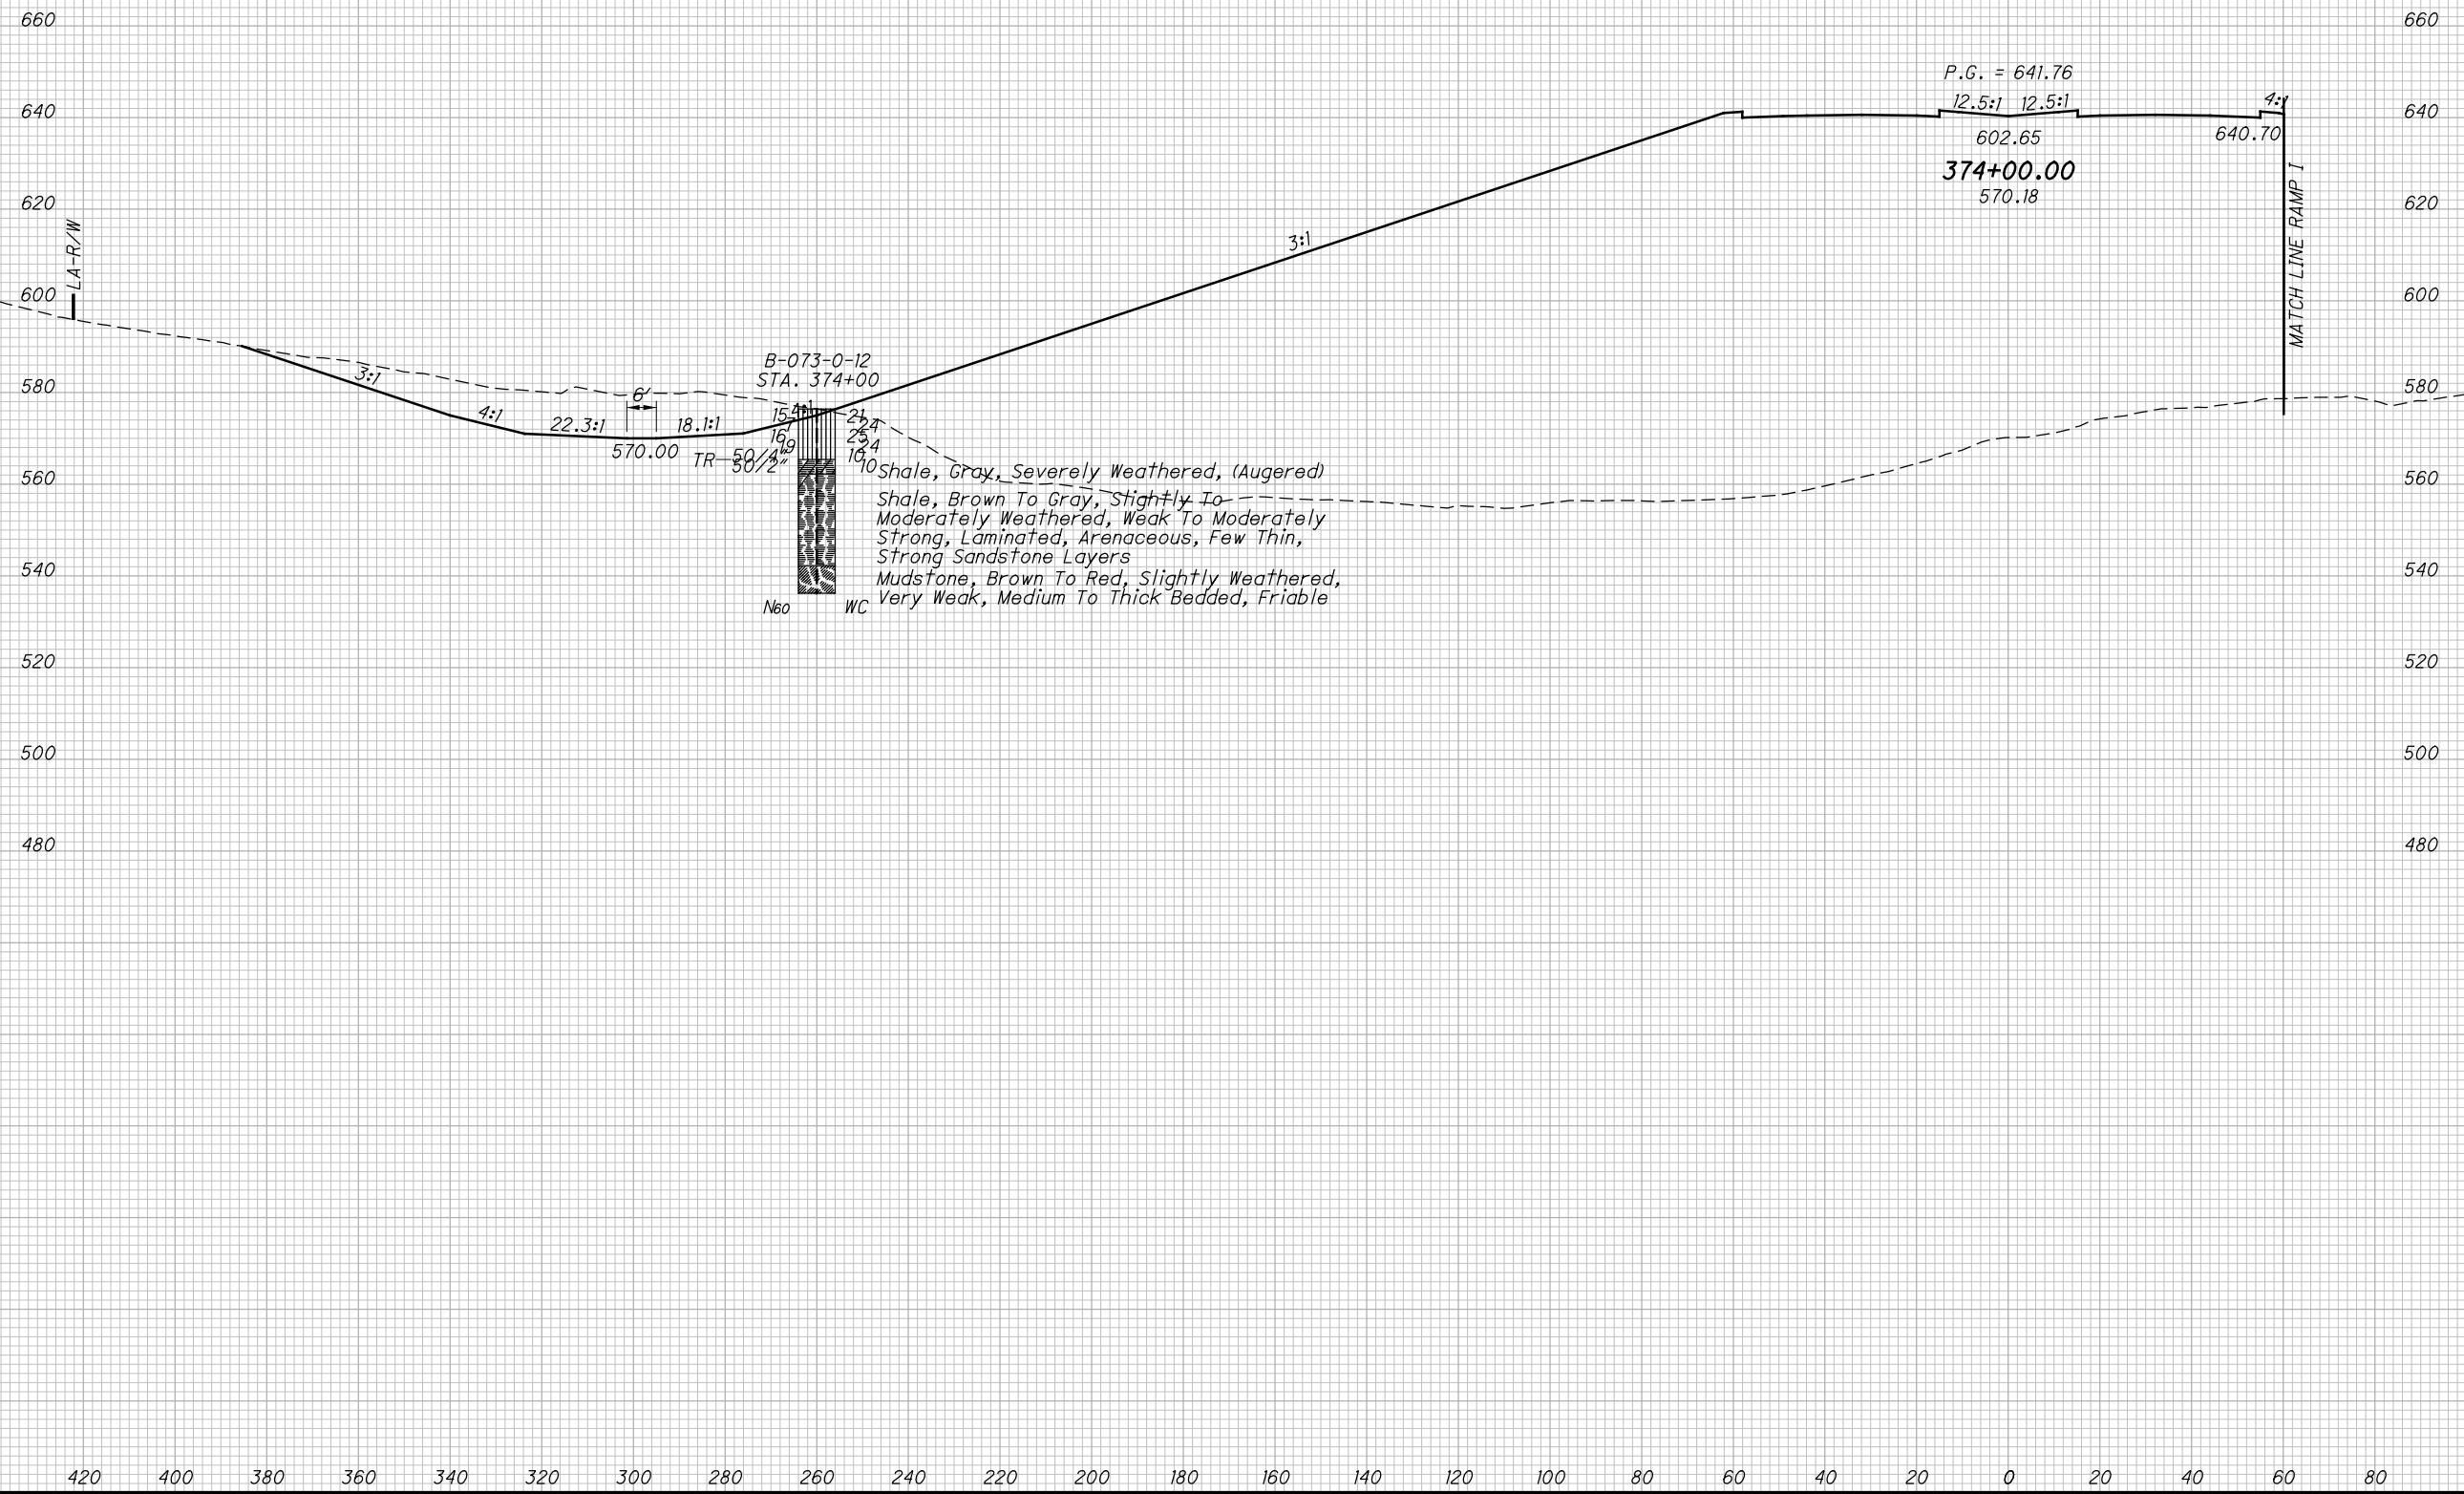 660 660
P.G. = 641.76
640 12.5:1 12.5:1 4:1 640
602.65 640.70
374+00.00
570.18
620 620
LA-R/W
3:1
MATCH LINE RAMP I
600 600
B-073-0-12
STA. 374+00
580 580
3:1
6'
4:1 22.3:1 18.1:1
4:1
15 21
7 24
16 25
19 24
570.00 TR 50/4" 10
50/2" 10
Shale, Gray, Severely Weathered, (Augered)
560 560
Shale, Brown To Gray, Slightly To
Moderately Weathered, Weak To Moderately
Strong, Laminated, Arenaceous, Few Thin,
Strong Sandstone Layers
540 540
Mudstone, Brown To Red, Slightly Weathered,
Very Weak, Medium To Thick Bedded, Friable
N60 WC
520 520
500 500
480 480
420 400 380 360 340 320 300 280 260 240 220 200 180 160 140 120 100 80 60 40 20 0 20 40 60 80